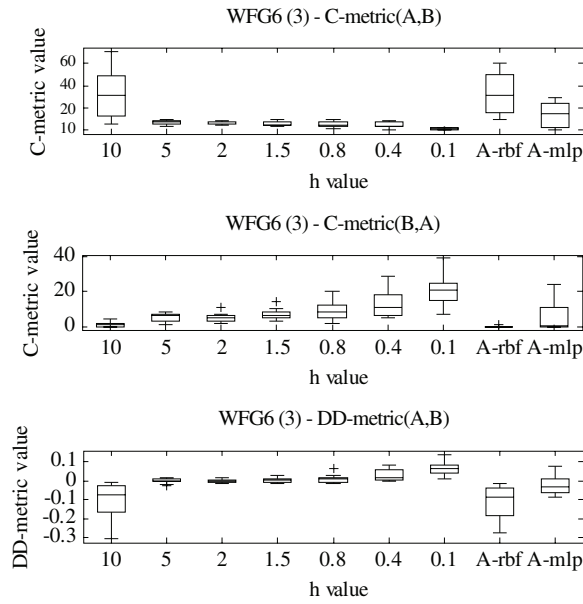 WFG6 (3) - C-metric(A,B)
C-metric value
60
40
20
10
10 5 2 1.5 0.8 0.4 0.1 A-rbf A-mlp
h value
WFG6 (3) - C-metric(B,A)
C-metric value
40
20
0
10 5 2 1.5 0.8 0.4 0.1 A-rbf A-mlp
h value
WFG6 (3) - DD-metric(A,B)
DD-metric value
0.1
0
-0.1
-0.2
-0.3
10 5 2 1.5 0.8 0.4 0.1 A-rbf A-mlp
h value